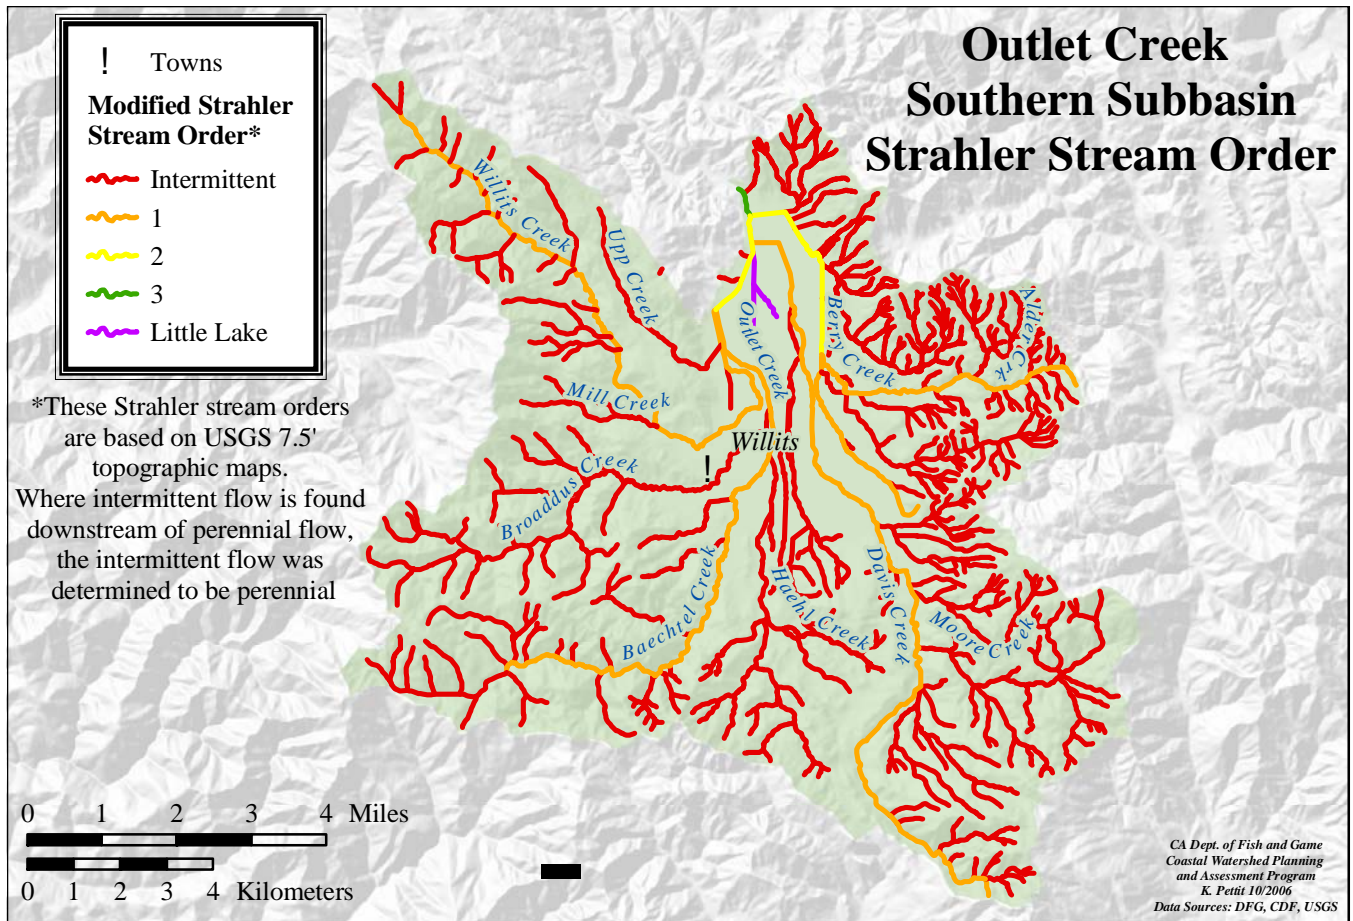 Outlet Creek
Southern Subbasin
Strahler Stream Order
! Towns
Modified Strahler
Stream Order*
Intermittent
1
2
3
Little Lake
*These Strahler stream orders
are based on USGS 7.5'
topographic maps.
Where intermittent flow is found
downstream of perennial flow,
the intermittent flow was
determined to be perennial
Willits Creek
Upp Creek
Outlet Creek
Berry Creek
Alder Crk
Mill Creek
Willits
!
Broaddus Creek
Baechtel Creek
Haehl Creek
Davis Creek
Moore Creek
0 1 2 3 4 Miles
0 1 2 3 4 Kilometers
CA Dept. of Fish and Game
Coastal Watershed Planning
and Assessment Program
K. Pettit 10/2006
Data Sources: DFG, CDF, USGS